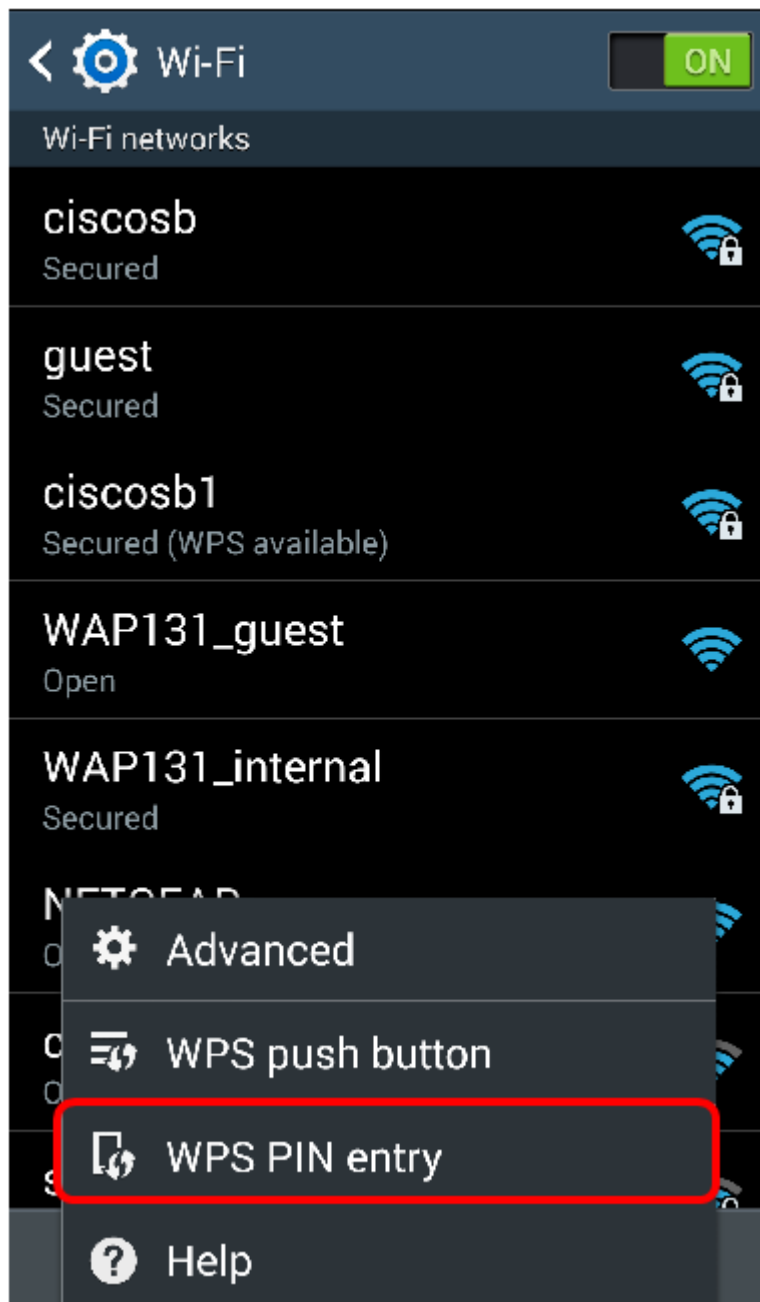 Wi-Fi
ON
Wi-Fi networks
ciscosb
Secured
guest
Secured
ciscosb1
Secured (WPS available)
WAP131_guest
Open
WAP131_internal
Secured
NETGEAR
Advanced
WPS push button
WPS PIN entry
Help